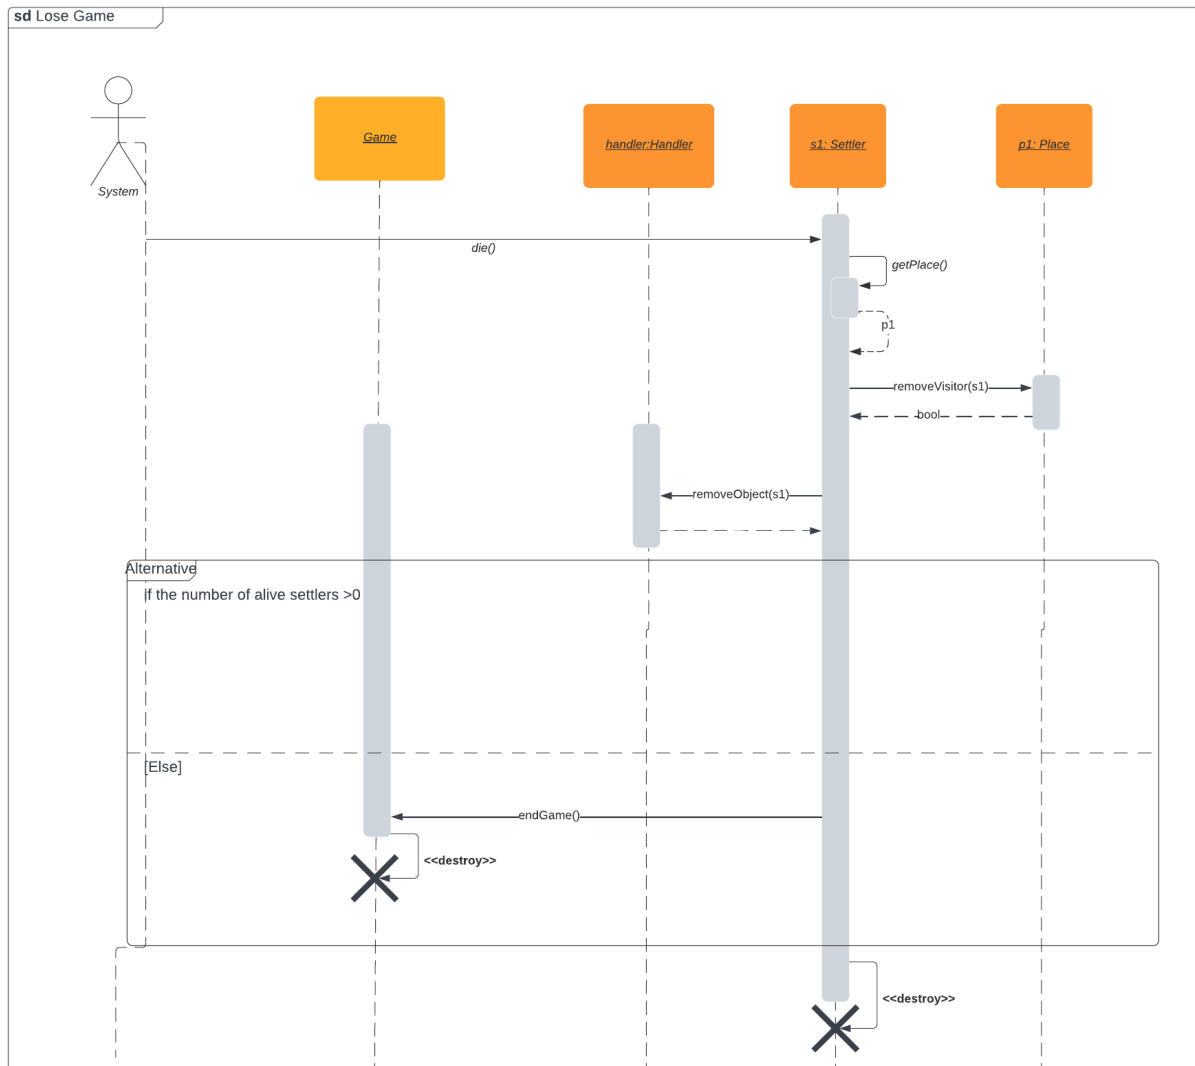 sd Lose Game
System
Game
handler:Handler
s1: Settler
p1: Place
die()
getPlace()
p1
removeVisitor(s1)
bool
removeObject(s1)
Alternative
if the number of alive settlers >0
[Else]
endGame()
<<destroy>>
<<destroy>>